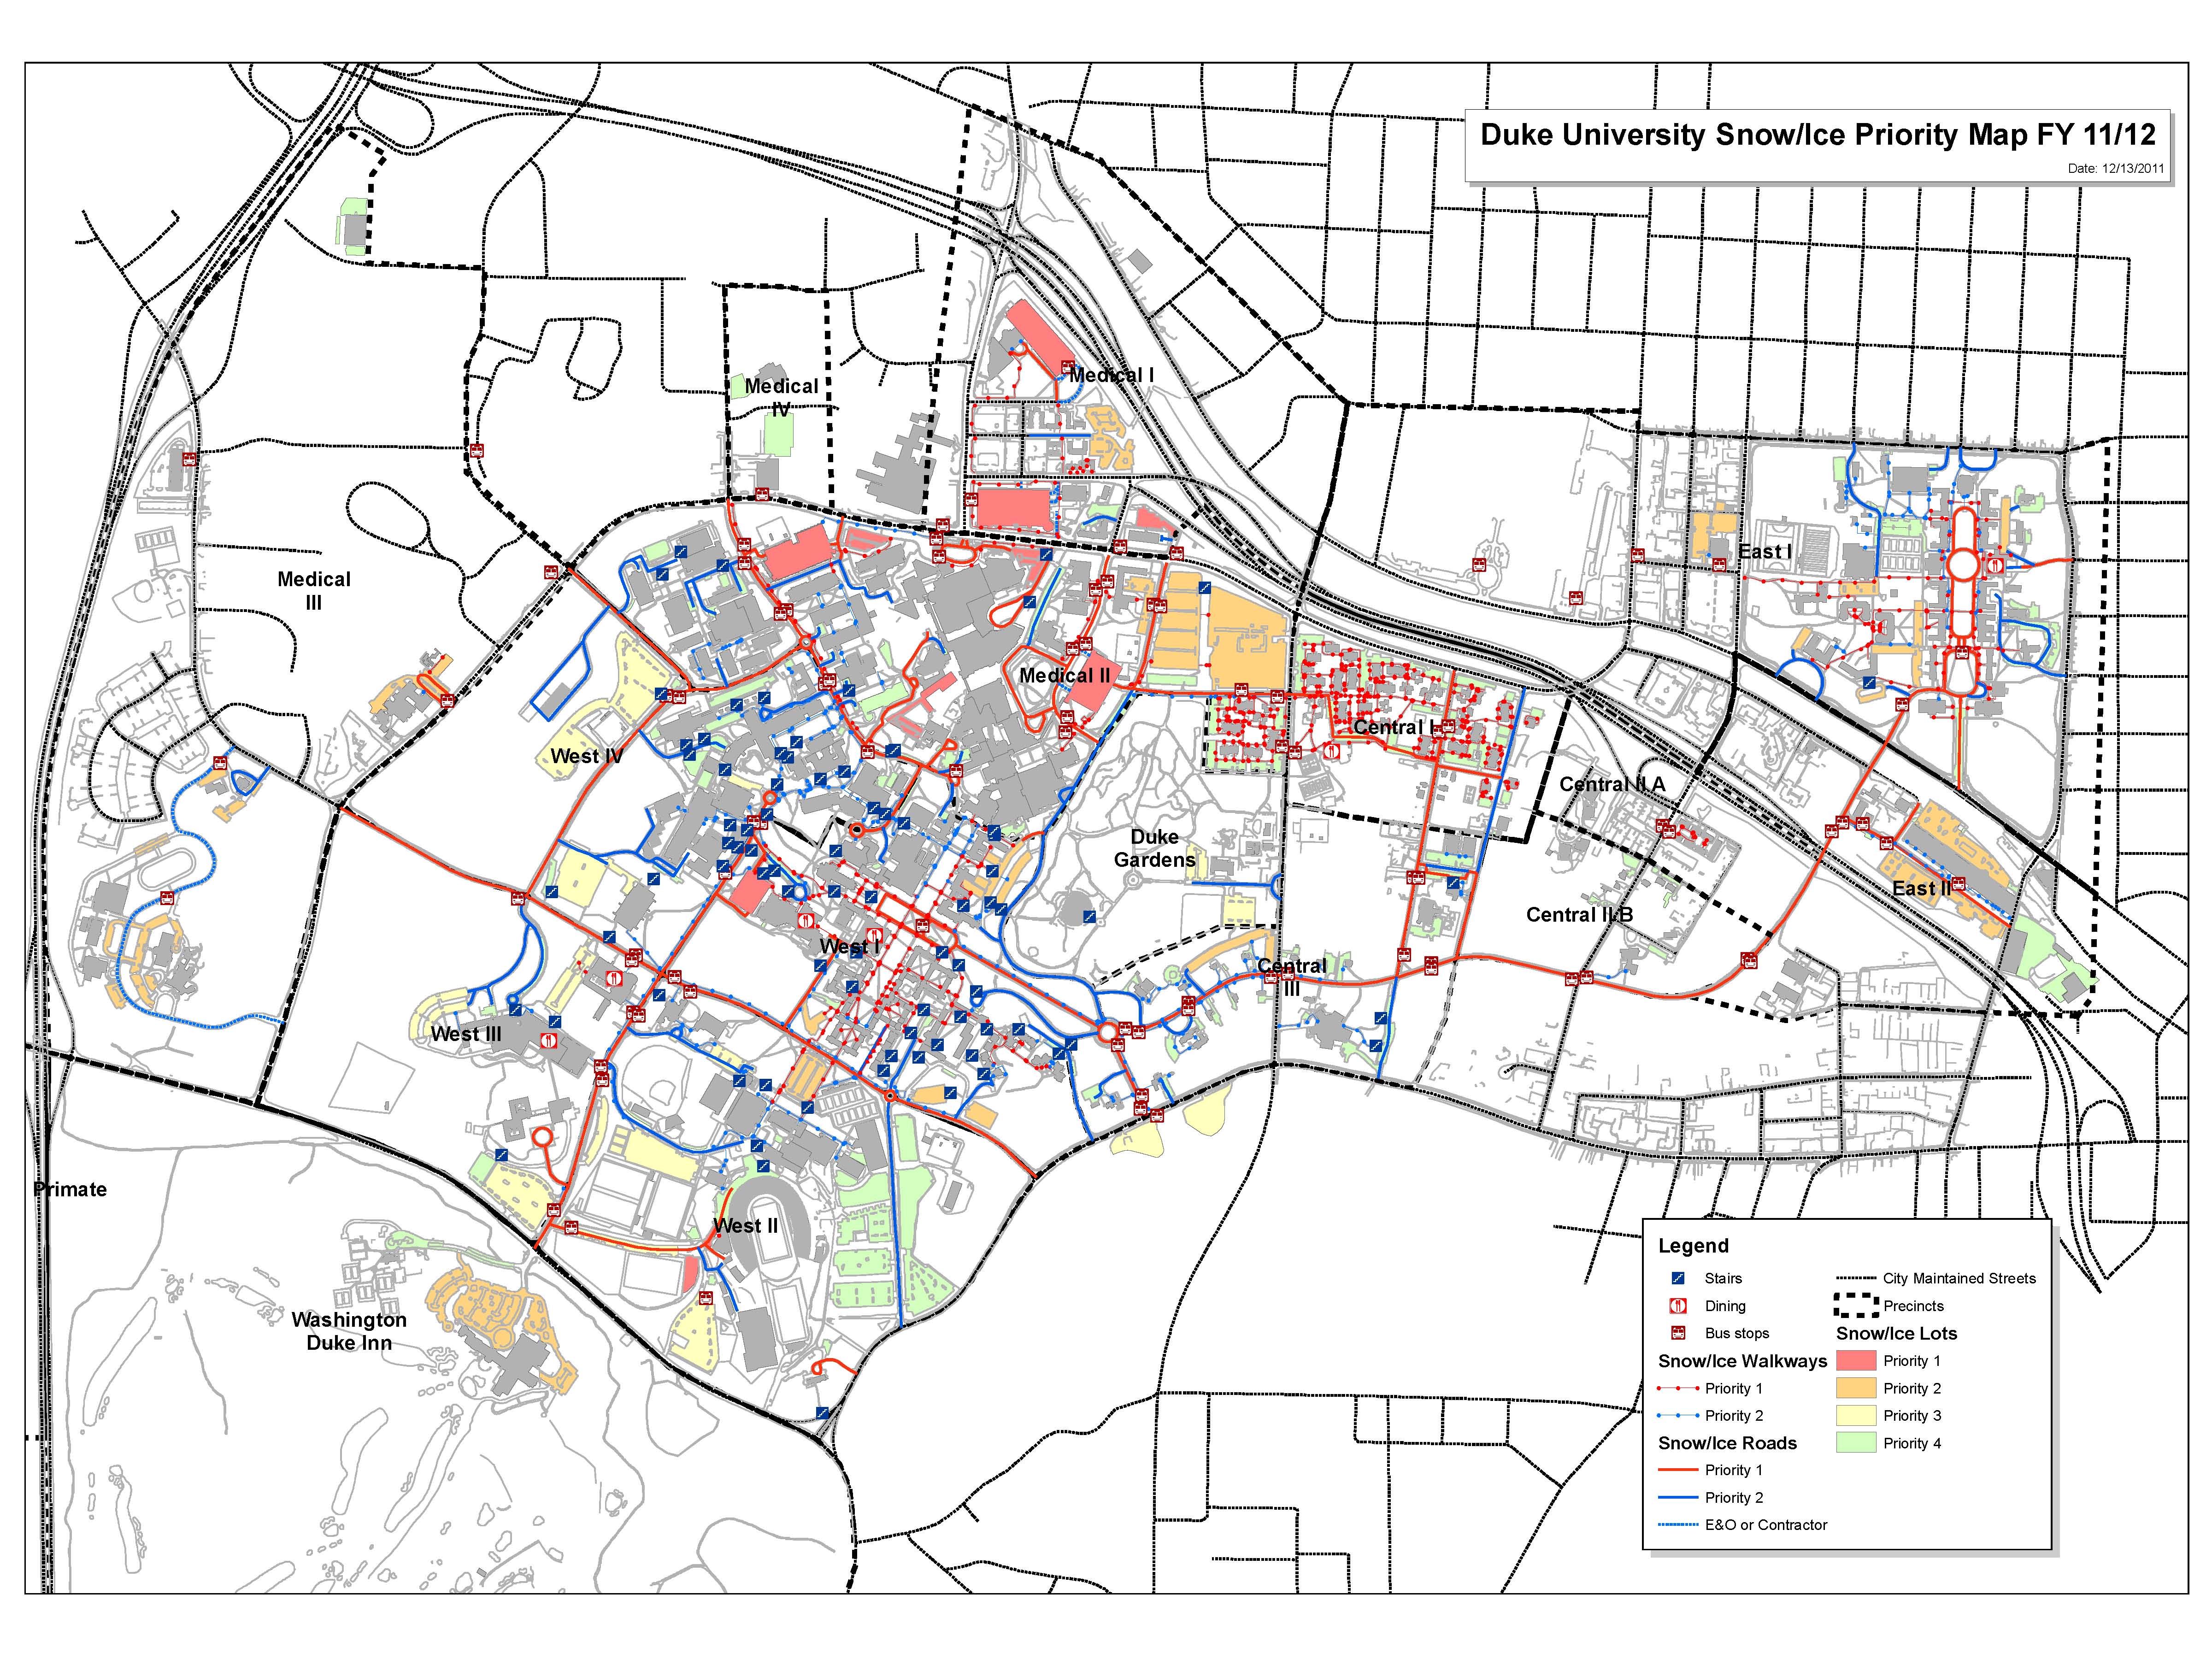 Duke University Snow/Ice Priority Map FY 11/12
Date: 12/13/2011
Medical I
Medical
IV
East I
Medical
III
Medical II
Central I
West IV
Central II A
Duke
Gardens
East II
Central II B
West I
Central
III
West III
Primate
West II
Washington
Duke Inn
Legend
Stairs
Dining
Bus stops
Snow/Ice Walkways
Priority 1
Priority 2
Snow/Ice Roads
Priority 1
Priority 2
E&O or Contractor
City Maintained Streets
Precincts
Snow/Ice Lots
Priority 1
Priority 2
Priority 3
Priority 4